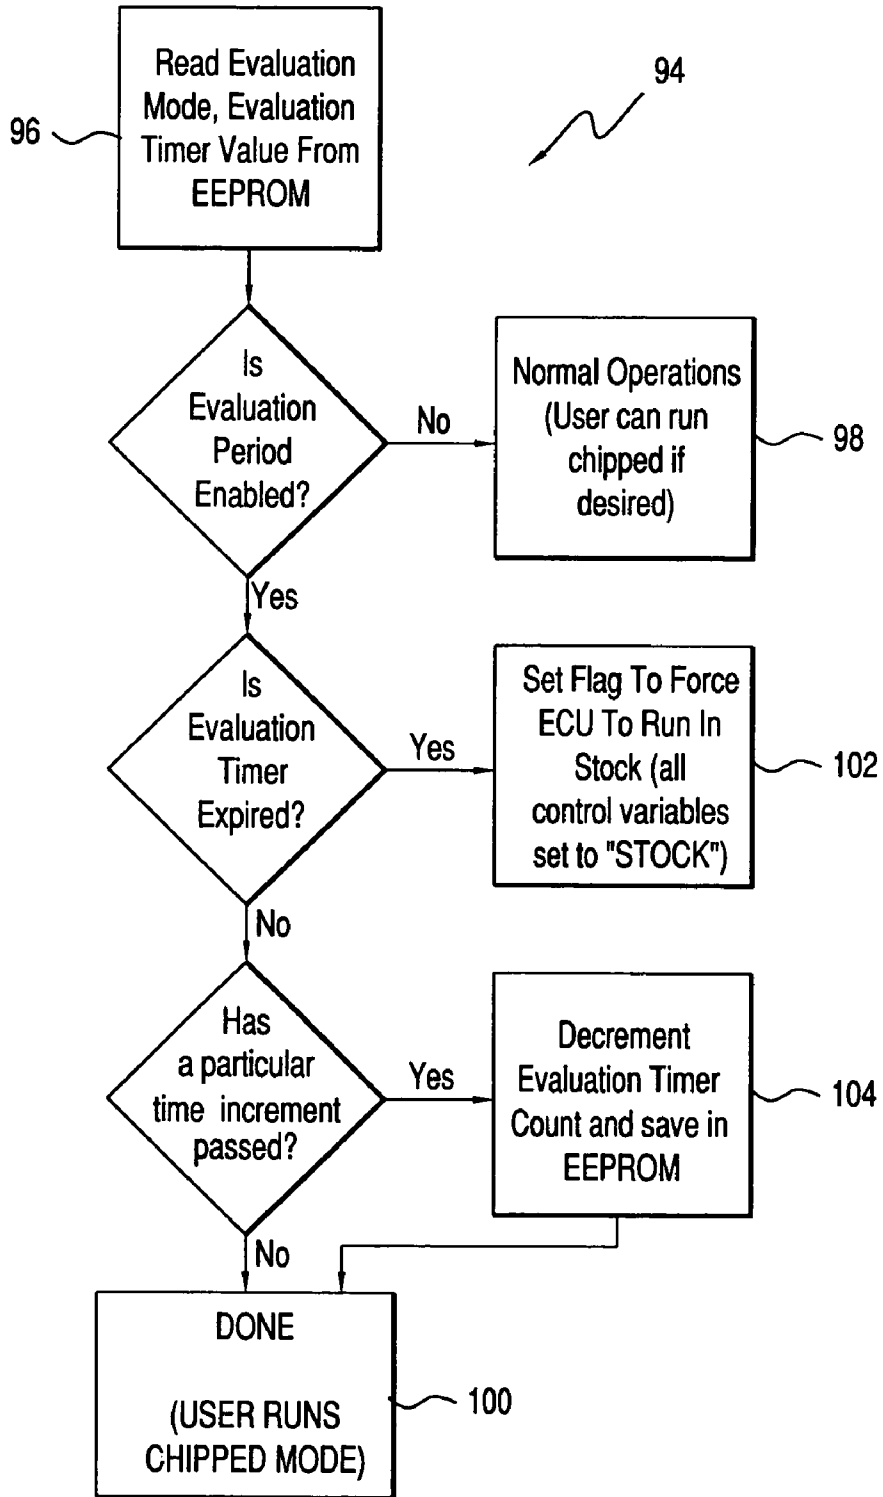 Read Evaluation
Mode, Evaluation
Timer Value From
EEPROM
96
94
Is
Evaluation
Period
Enabled?
No
Normal Operations
(User can run
chipped if
desired)
98
Yes
Is
Evaluation
Timer
Expired?
Yes
Set Flag To Force
ECU To Run In
Stock (all
control variables
set to "STOCK")
102
No
Has
a particular
time increment
passed?
Yes
Decrement
Evaluation Timer
Count and save in
EEPROM
104
No
DONE
(USER RUNS
CHIPPED MODE)
100